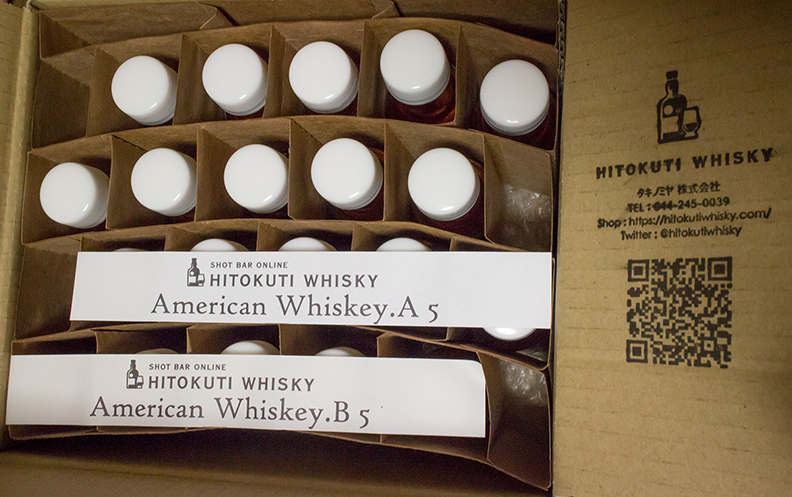 SHOT BAR ONLINE
HITOKUTI WHISKY
American Whiskey.A 5
SHOT BAR ONLINE
HITOKUTI WHISKY
American Whiskey.B 5
HITOKUTI WHISKY
タキノミヤ 株式会社
TEL : 044-245-0039
Shop : https://hitokutiwhisky.com/
Twitter : @hitokutiwhisky